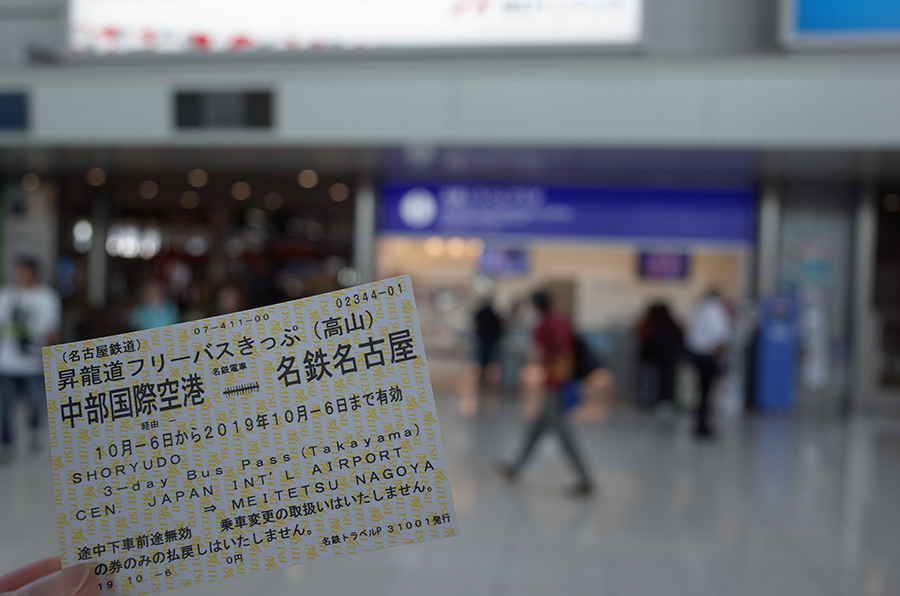 07-411-00 02344-01
（名古屋鉄道）
昇龍道フリーバスきっぷ（高山）
名鉄電車
中部国際空港 名鉄名古屋
経由 ー
10月-6日から2019年10月-6日まで有効
SHORYUDO
3-day Bus Pass(Takayama)
CEN. JAPAN INT'L AIRPORT
⇒ MEITETSU NAGOYA
途中下車前途無効 乗車変更の取扱いはいたしません。
の券のみの払戻しはいたしません。
19.10.-6 0円 名鉄トラベルP 31001発行